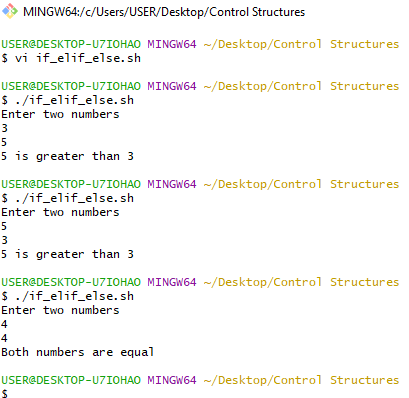 MINGW64:/c/Users/USER/Desktop/Control Structures
USER@DESKTOP-U7IOHAO MINGW64 ~/Desktop/Control Structures
$ vi if_elif_else.sh
USER@DESKTOP-U7IOHAO MINGW64 ~/Desktop/Control Structures
$ ./if_elif_else.sh
Enter two numbers
3
5
5 is greater than 3
USER@DESKTOP-U7IOHAO MINGW64 ~/Desktop/Control Structures
$ ./if_elif_else.sh
Enter two numbers
5
3
5 is greater than 3
USER@DESKTOP-U7IOHAO MINGW64 ~/Desktop/Control Structures
$ ./if_elif_else.sh
Enter two numbers
4
4
Both numbers are equal
USER@DESKTOP-U7IOHAO MINGW64 ~/Desktop/Control Structures
$